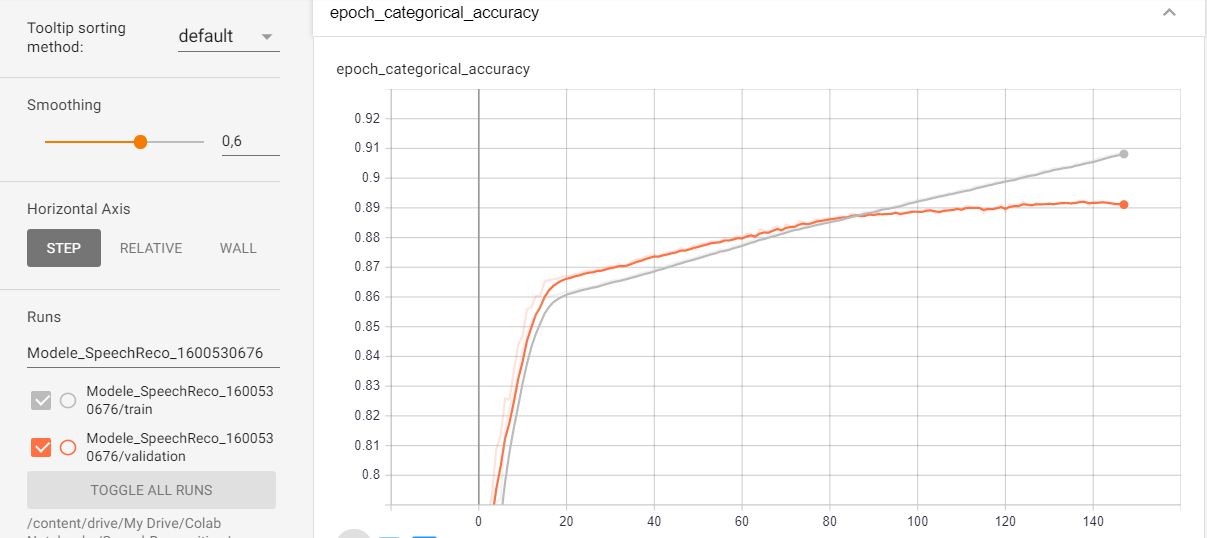 Tooltip sorting
method:
default
Smoothing
0,6
Horizontal Axis
STEP
RELATIVE
WALL
Runs
Modele_SpeechReco_1600530676
Modele_SpeechReco_160053
0676/train
Modele_SpeechReco_160053
0676/validation
TOGGLE ALL RUNS
/content/drive/My Drive/Colab
epoch_categorical_accuracy
epoch_categorical_accuracy
0.92
0.91
0.9
0.89
0.88
0.87
0.86
0.85
0.84
0.83
0.82
0.81
0.8
0
20
40
60
80
100
120
140